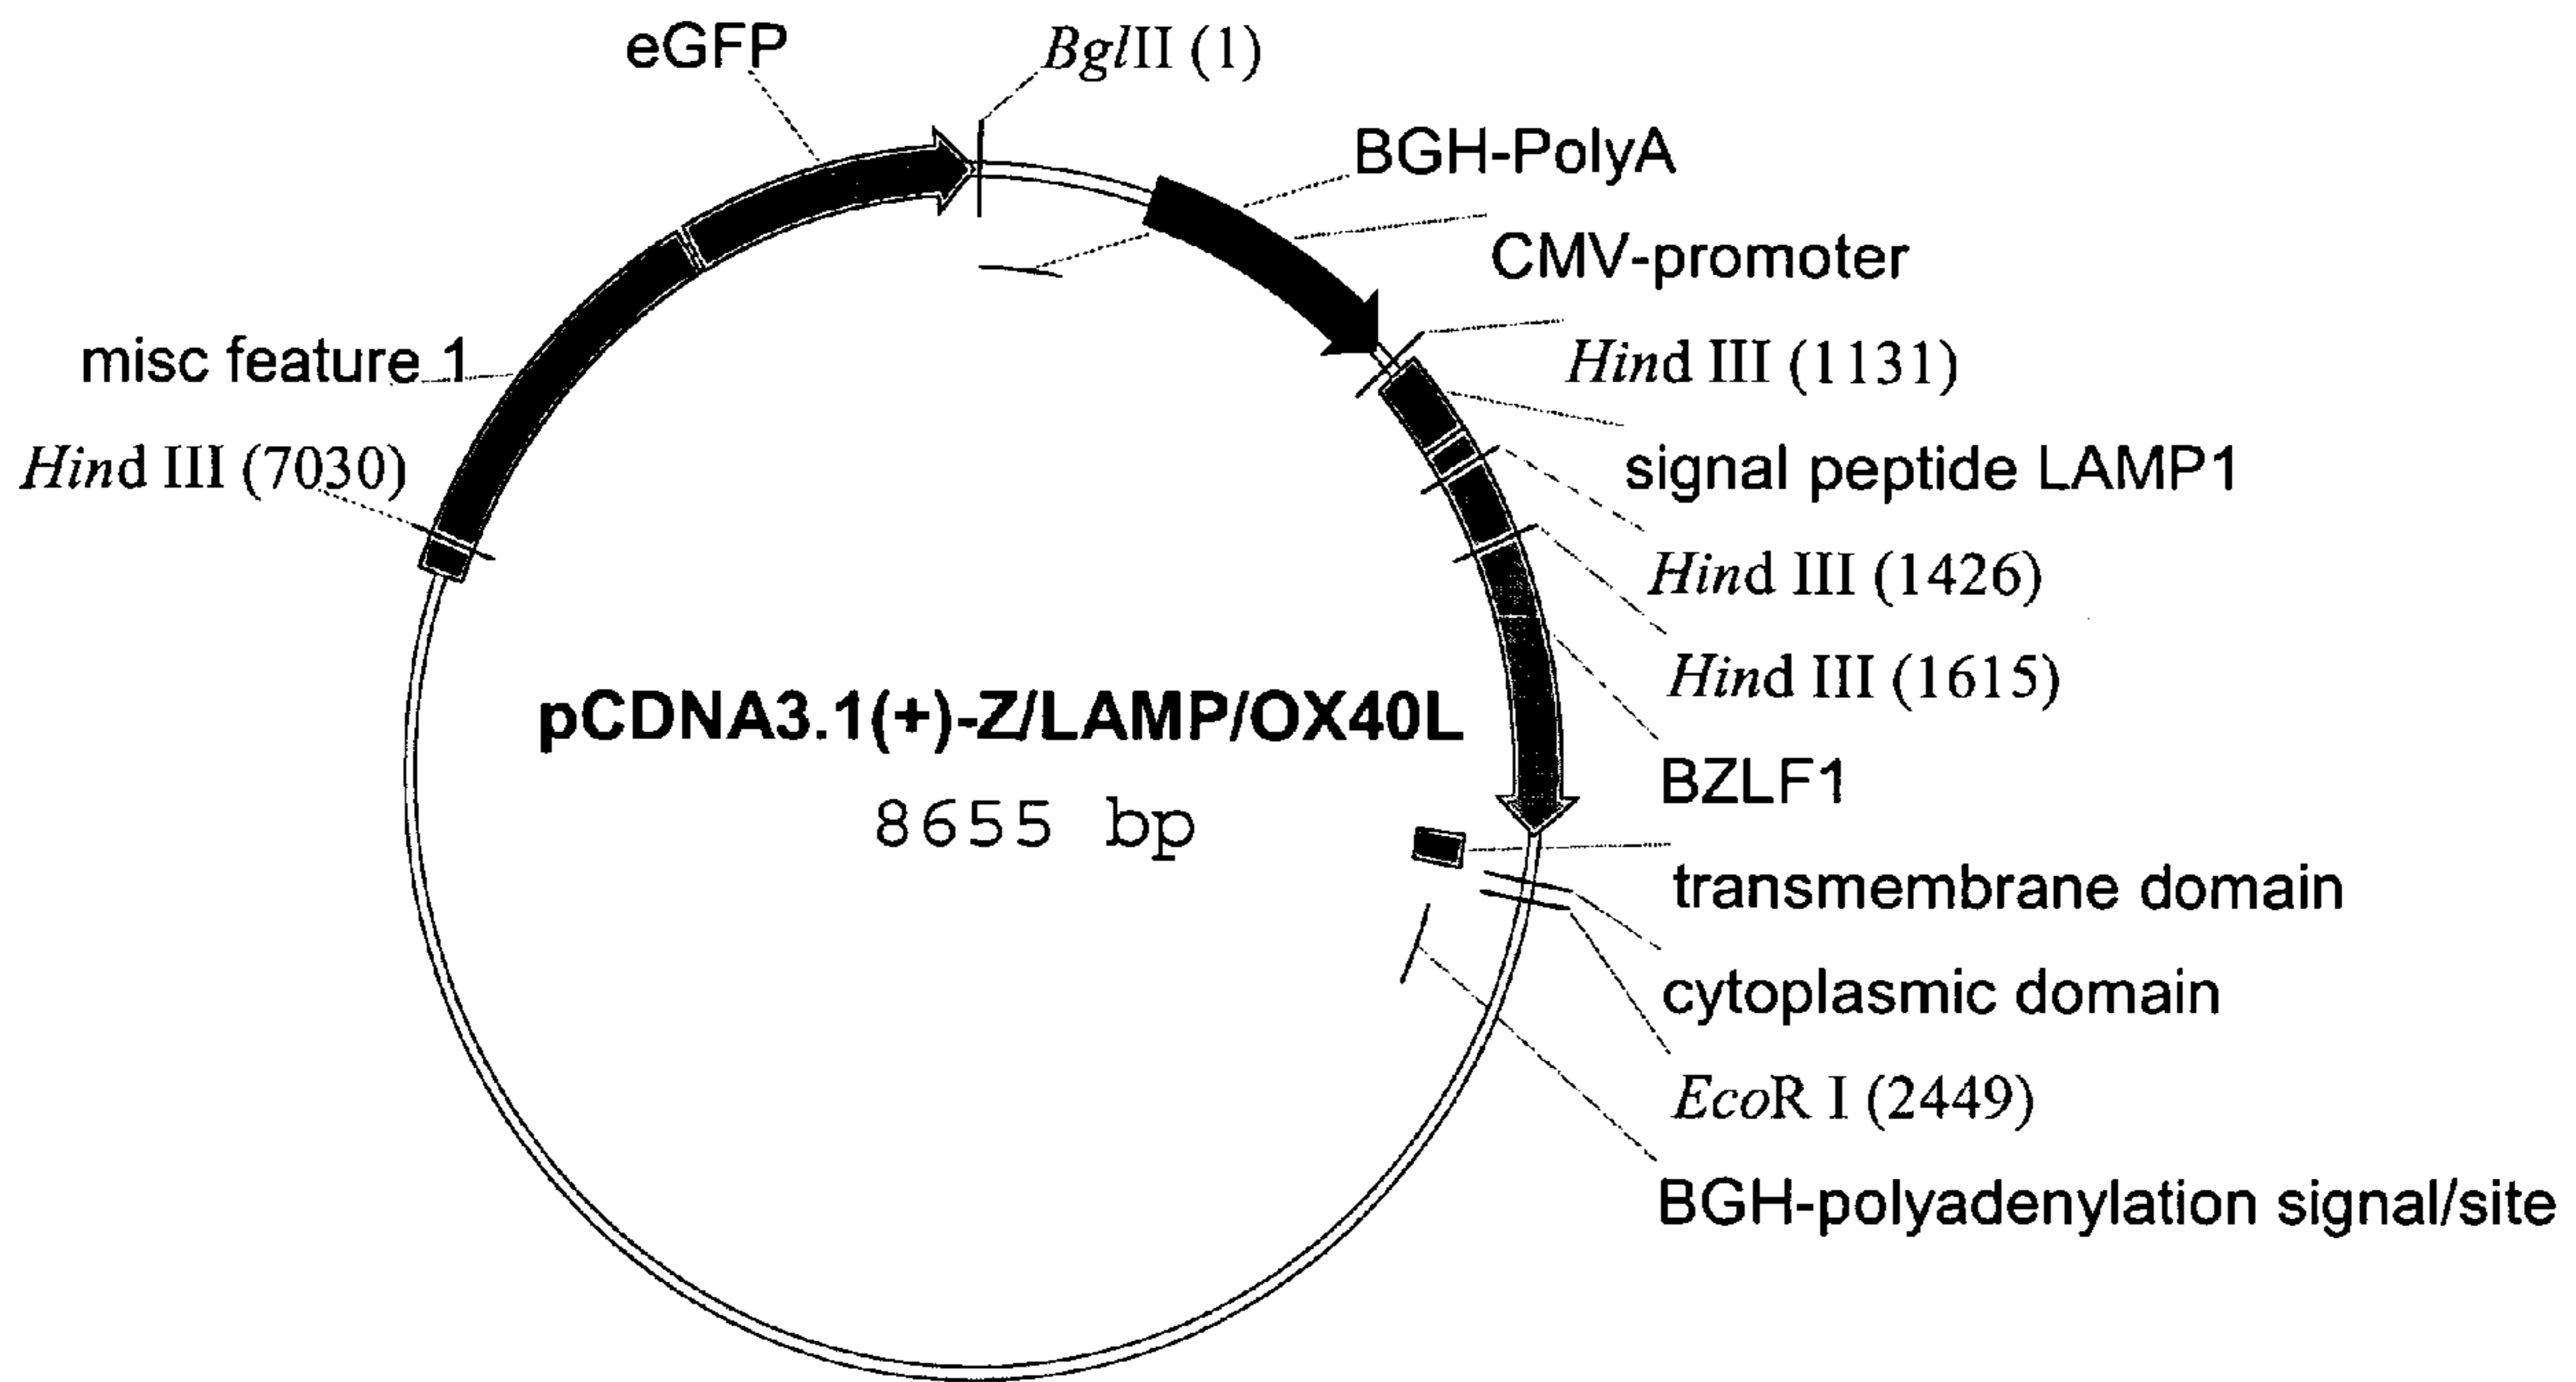 eGFP
BglII (1)
BGH-PolyA
CMV-promoter
misc feature 1
Hind III (1131)
Hind III (7030)
signal peptide LAMP1
Hind III (1426)
Hind III (1615)
pCDNA3.1(+)-Z/LAMP/OX40L
8655 bp
BZLF1
transmembrane domain
cytoplasmic domain
EcoR I (2449)
BGH-polyadenylation signal/site